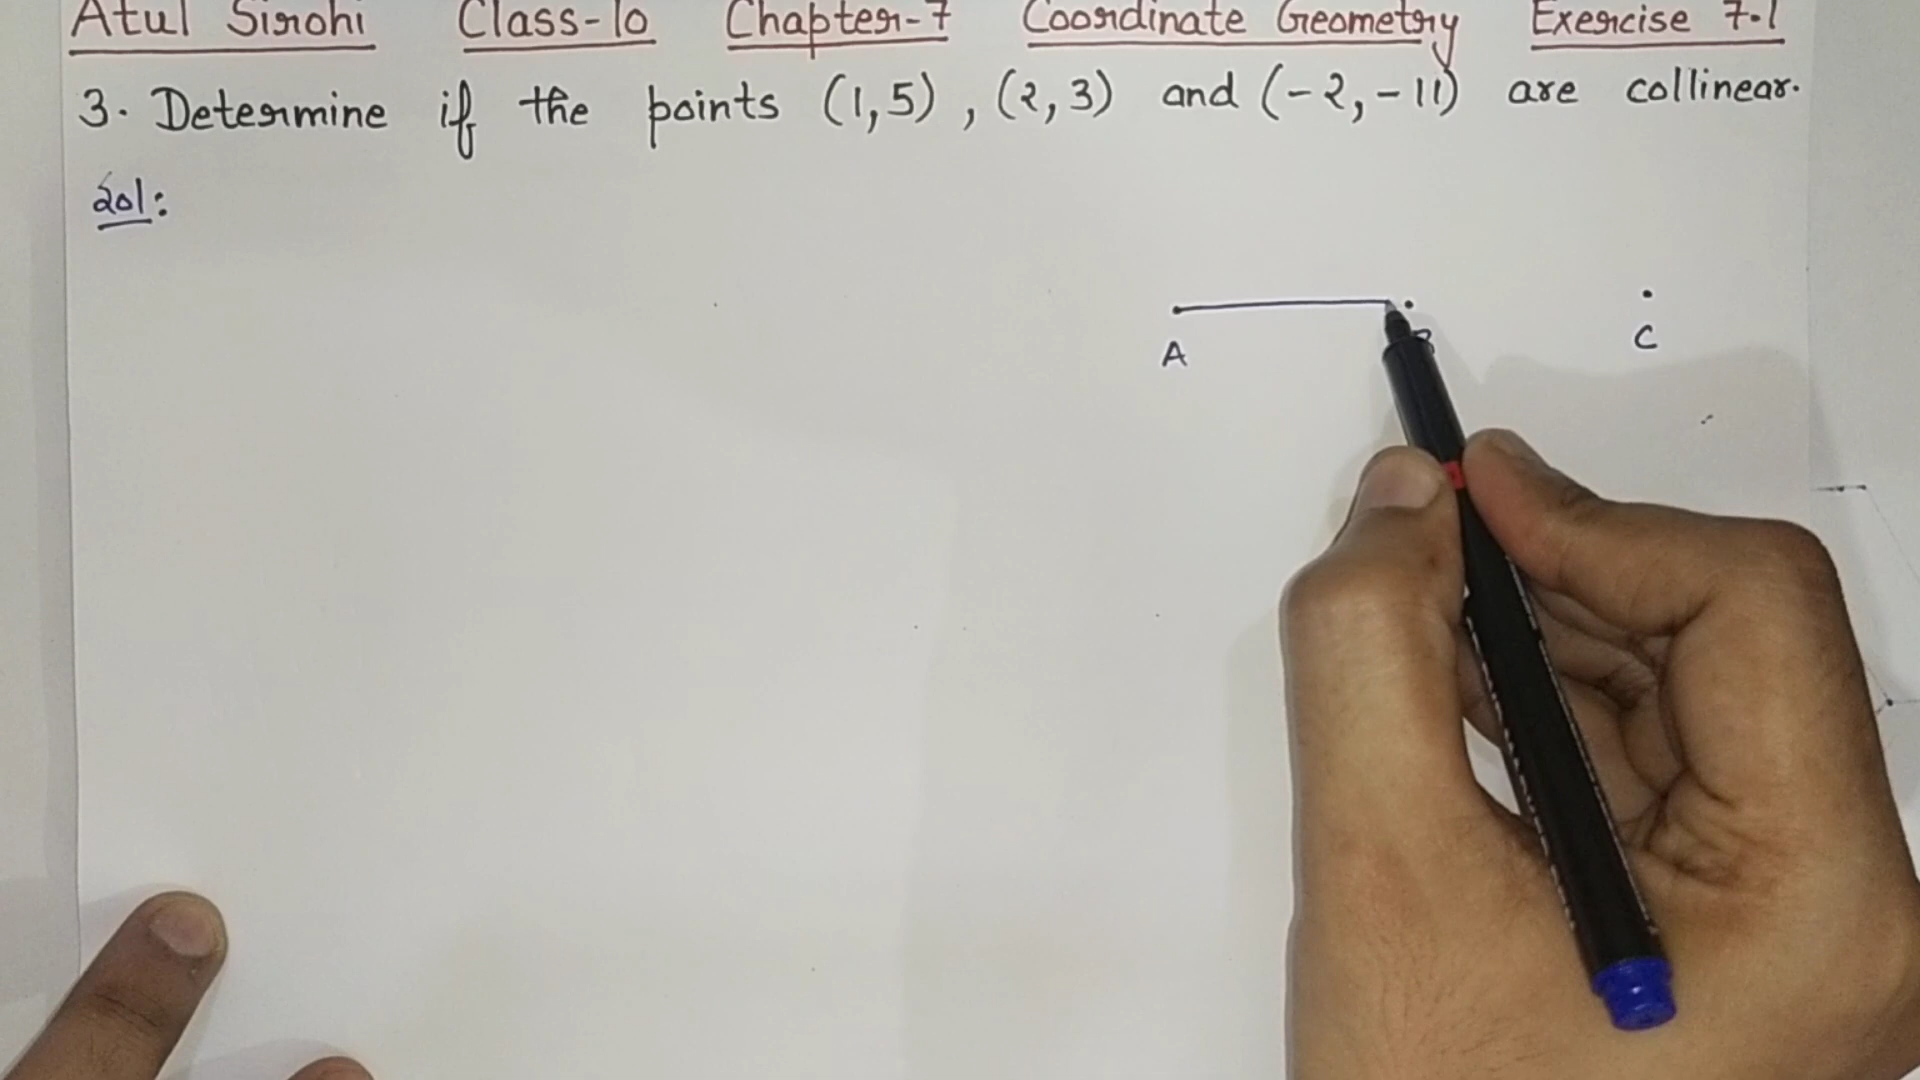 Atul Sirohi Class-10 Chapter-7 Coordinate Geometry Exercise 7.1
3. Determine if the points (1,5), (2,3) and (-2,-11) are collinear.
Sol:
A B C